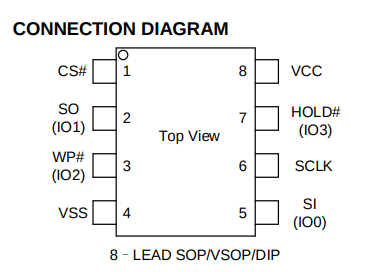 CONNECTION DIAGRAM
CS# 1 8 VCC
SO 2 7 HOLD#
(IO1) (IO3)
Top View
WP# 3 6 SCLK
(IO2)
VSS 4 5 SI
(IO0)
8 – LEAD SOP/VSOP/DIP